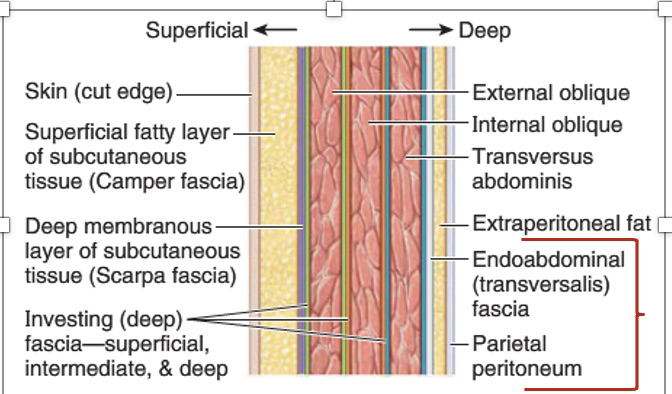 Superficial
Deep
Skin (cut edge)
Superficial fatty layer
of subcutaneous
tissue (Camper fascia)
Deep membranous
layer of subcutaneous
tissue (Scarpa fascia)
Investing (deep)
fascia—superficial,
intermediate, & deep
External oblique
Internal oblique
Transversus
abdominis
Extraperitoneal fat
Endoabdominal
(transversalis)
fascia
Parietal
peritoneum